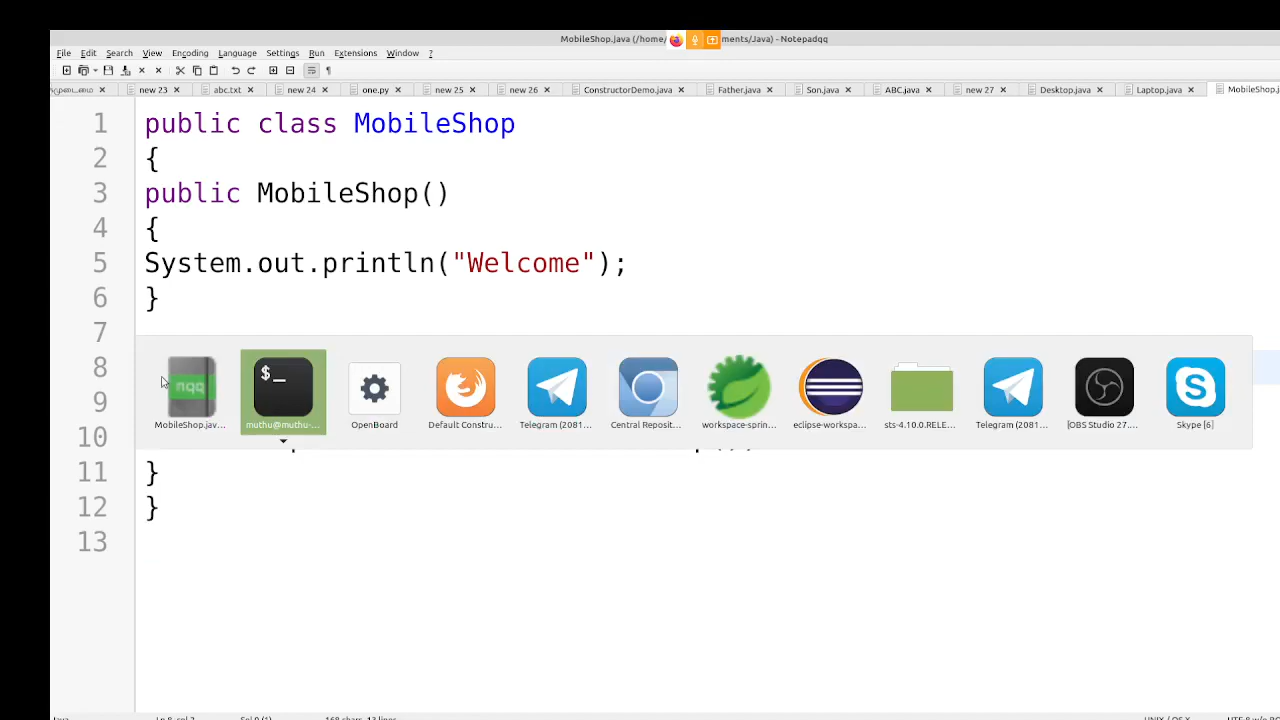 MobileShop.java (/home/ ments/Java) - Notepadqq
File Edit Search View Encoding Language Settings Run Extensions Window ?
new 23 abc.txt new 24 one.py new 25 new 26 ConstructorDemo.java Father.java Son.java ABC.java new 27 Desktop.java Laptop.java MobileShop.j
1 public class MobileShop
2 {
3 public MobileShop()
4 {
5 System.out.println("Welcome");
6 }
7
8
9
10
11 }
12 }
13
$_
nqq
MobileShop.jav... muthu@muthu-... OpenBoard Default Constru... Telegram (2081... Central Reposit... workspace-sprin... eclipse-workspa... sts-4.10.0.RELE... Telegram (2081... [OBS Studio 27.... Skype [6]